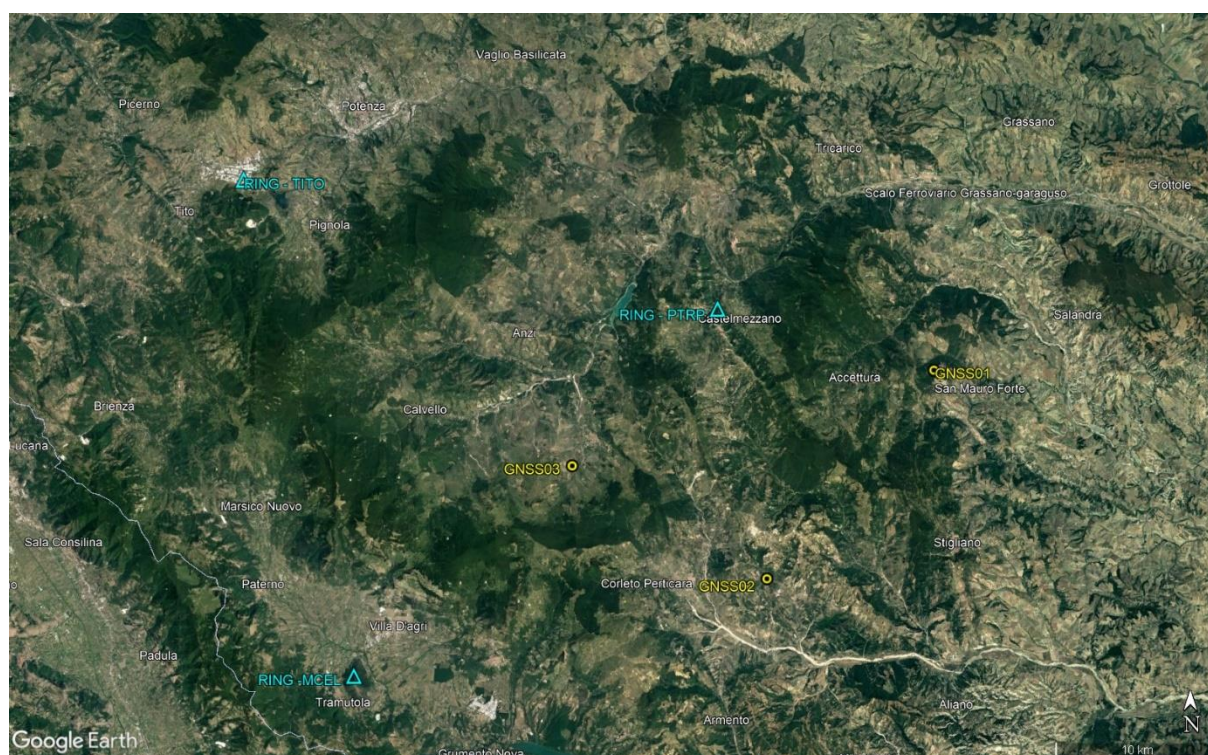 Vaglio Basilicata
Picerno
Potenza
Grassano
Tricarico
RING - TITO
Grottole
Scalo Ferroviario Grassano-garaguso
Tito
Pignola
RING - PTRP
Castelmezzano
Salandra
Anzi
GNSS01
Accettura
San Mauro Forte
Brienza
Calvello
Lucana
GNSS03
Marsico Nuovo
Sala Consilina
Stigliano
Paterno
Corleto Perticara
GNSS02
Villa D'agri
Padula
RING -MCEL
Tramutola
Aliano
Armento
N
Google Earth
Grumento Nova
10 km